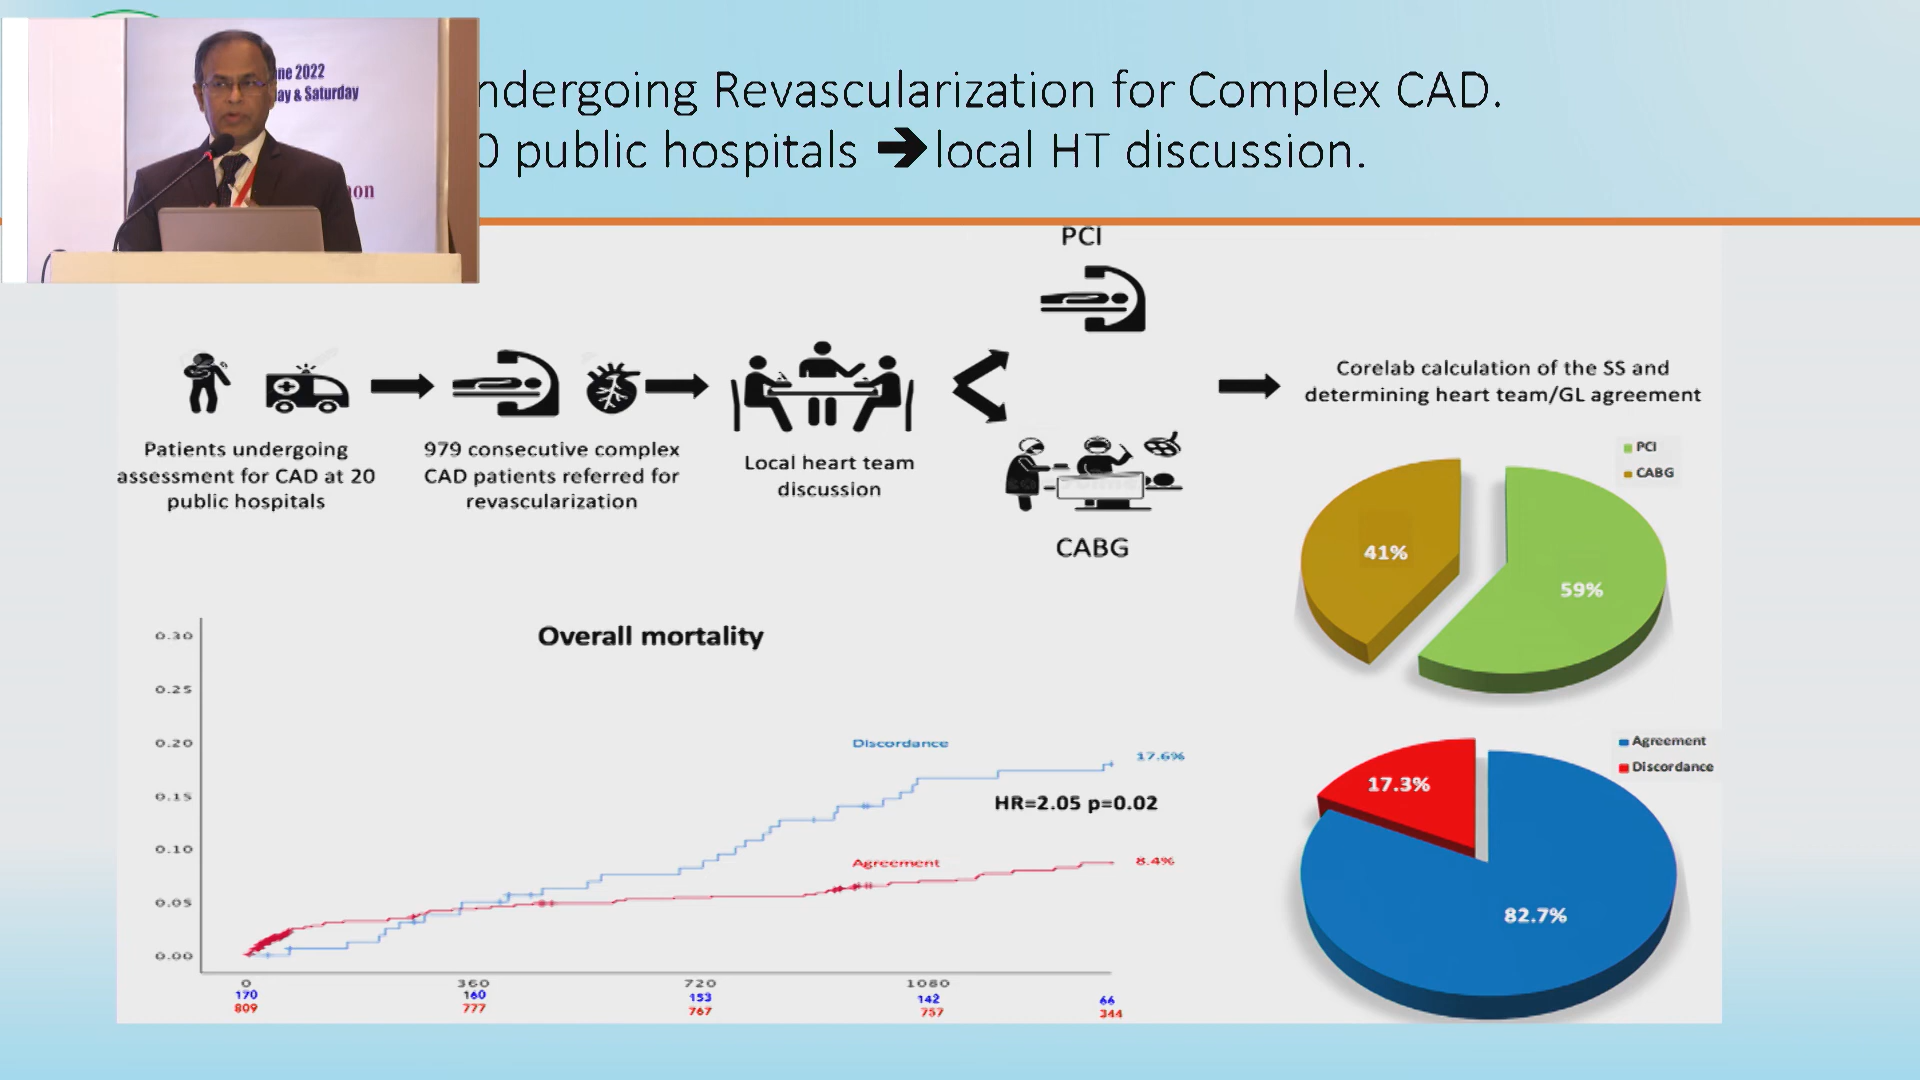 ne 2022
ay & Saturday
on
ndergoing Revascularization for Complex CAD.
0 public hospitals ➔local HT discussion.
PCI
Patients undergoing
assessment for CAD at 20
public hospitals
979 consecutive complex
CAD patients referred for
revascularization
Local heart team
discussion
CABG
Corelab calculation of the SS and
determining heart team/GL agreement
PCI
CABG
41%
59%
Overall mortality
0.30
0.25
0.20
0.15
0.10
0.05
0.00
Discordance
17.6%
HR=2.05 p=0.02
Agreement
8.4%
0 360 720 1080
170 160 153 142 66
809 777 767 757 344
Agreement
Discordance
17.3%
82.7%